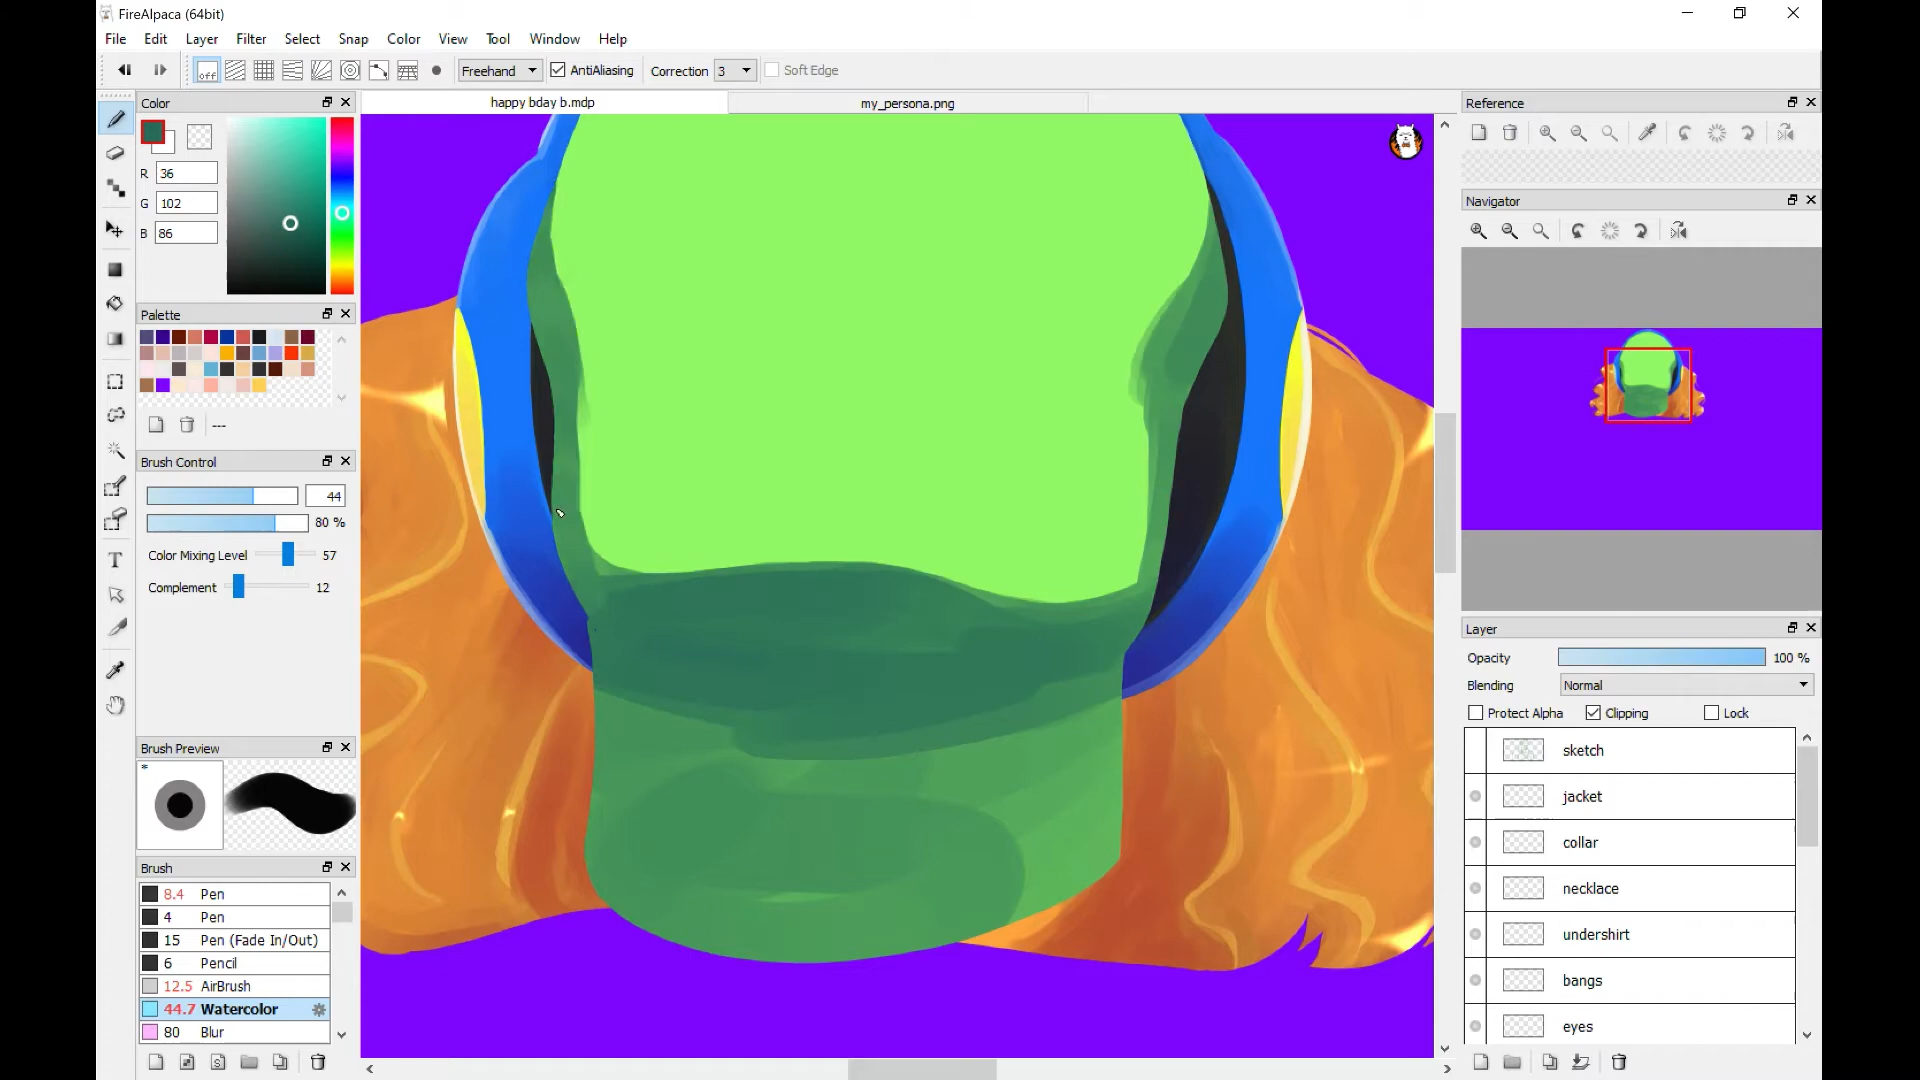 FireAlpaca (64bit)
File Edit Layer Filter Select Snap Color View Tool Window Help
off Freehand AntiAliasing Correction 3 Soft Edge
Color
happy bday b.mdp
my_persona.png
Reference
R 36
G 102
B 86
Navigator
Palette
---
Brush Control
44
80 %
Color Mixing Level 57
Complement 12
Layer
Opacity 100 %
Blending Normal
Protect Alpha Clipping Lock
Brush Preview
*
sketch
jacket
collar
necklace
undershirt
bangs
eyes
Brush
8.4 Pen
4 Pen
15 Pen (Fade In/Out)
6 Pencil
12.5 AirBrush
44.7 Watercolor
80 Blur
S